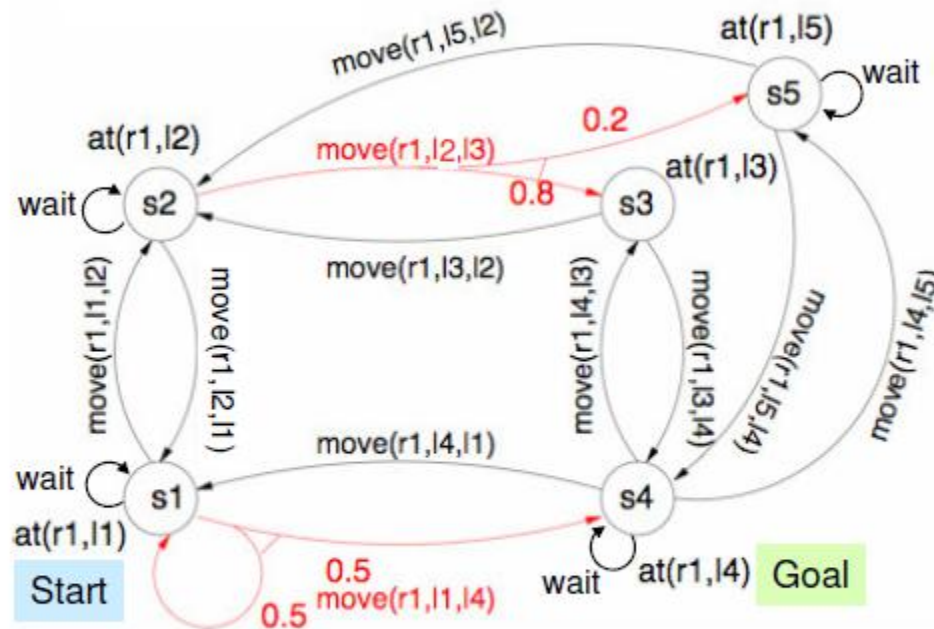 move(r1,l5,l2)
at(r1,l5)
wait
s5
at(r1,l2)
0.2
move(r1,l2,l3)
at(r1,l3)
0.8
wait
s2
s3
move(r1,l3,l2)
move(r1,l1,l2)
move(r1,l2,l1)
move(r1,l4,l3)
move(r1,l3,l4)
move(r1,l5,l4)
move(r1,l4,l5)
move(r1,l4,l1)
wait
s1
s4
at(r1,l1)
Start
0.5
0.5
move(r1,l1,l4)
wait
at(r1,l4)
Goal